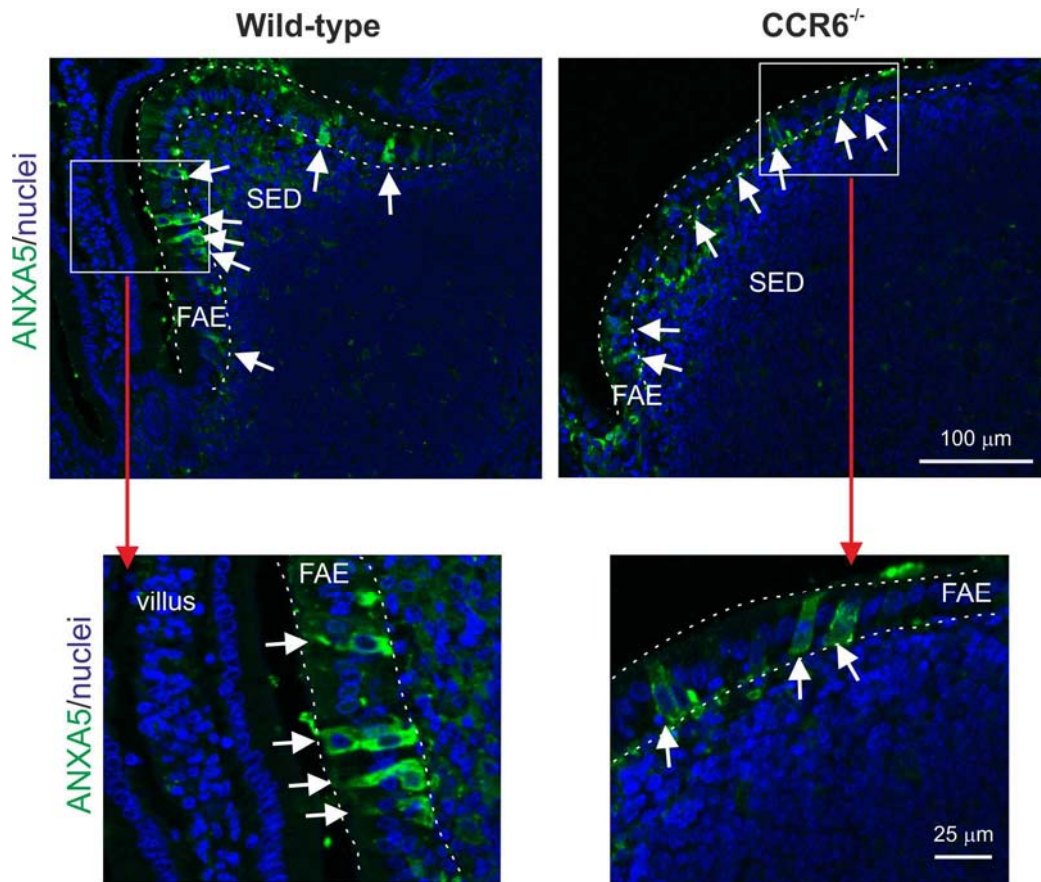 Wild-type
CCR6-/-
ANXA5/nuclei
SED
FAE
SED
FAE
100 μm
ANXA5/nuclei
villus
FAE
FAE
25 μm